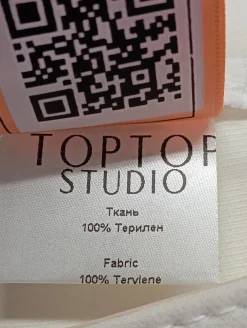 TOPTOP
STUDIO
Ткань
100% Терилен
Fabric
100% Terylene